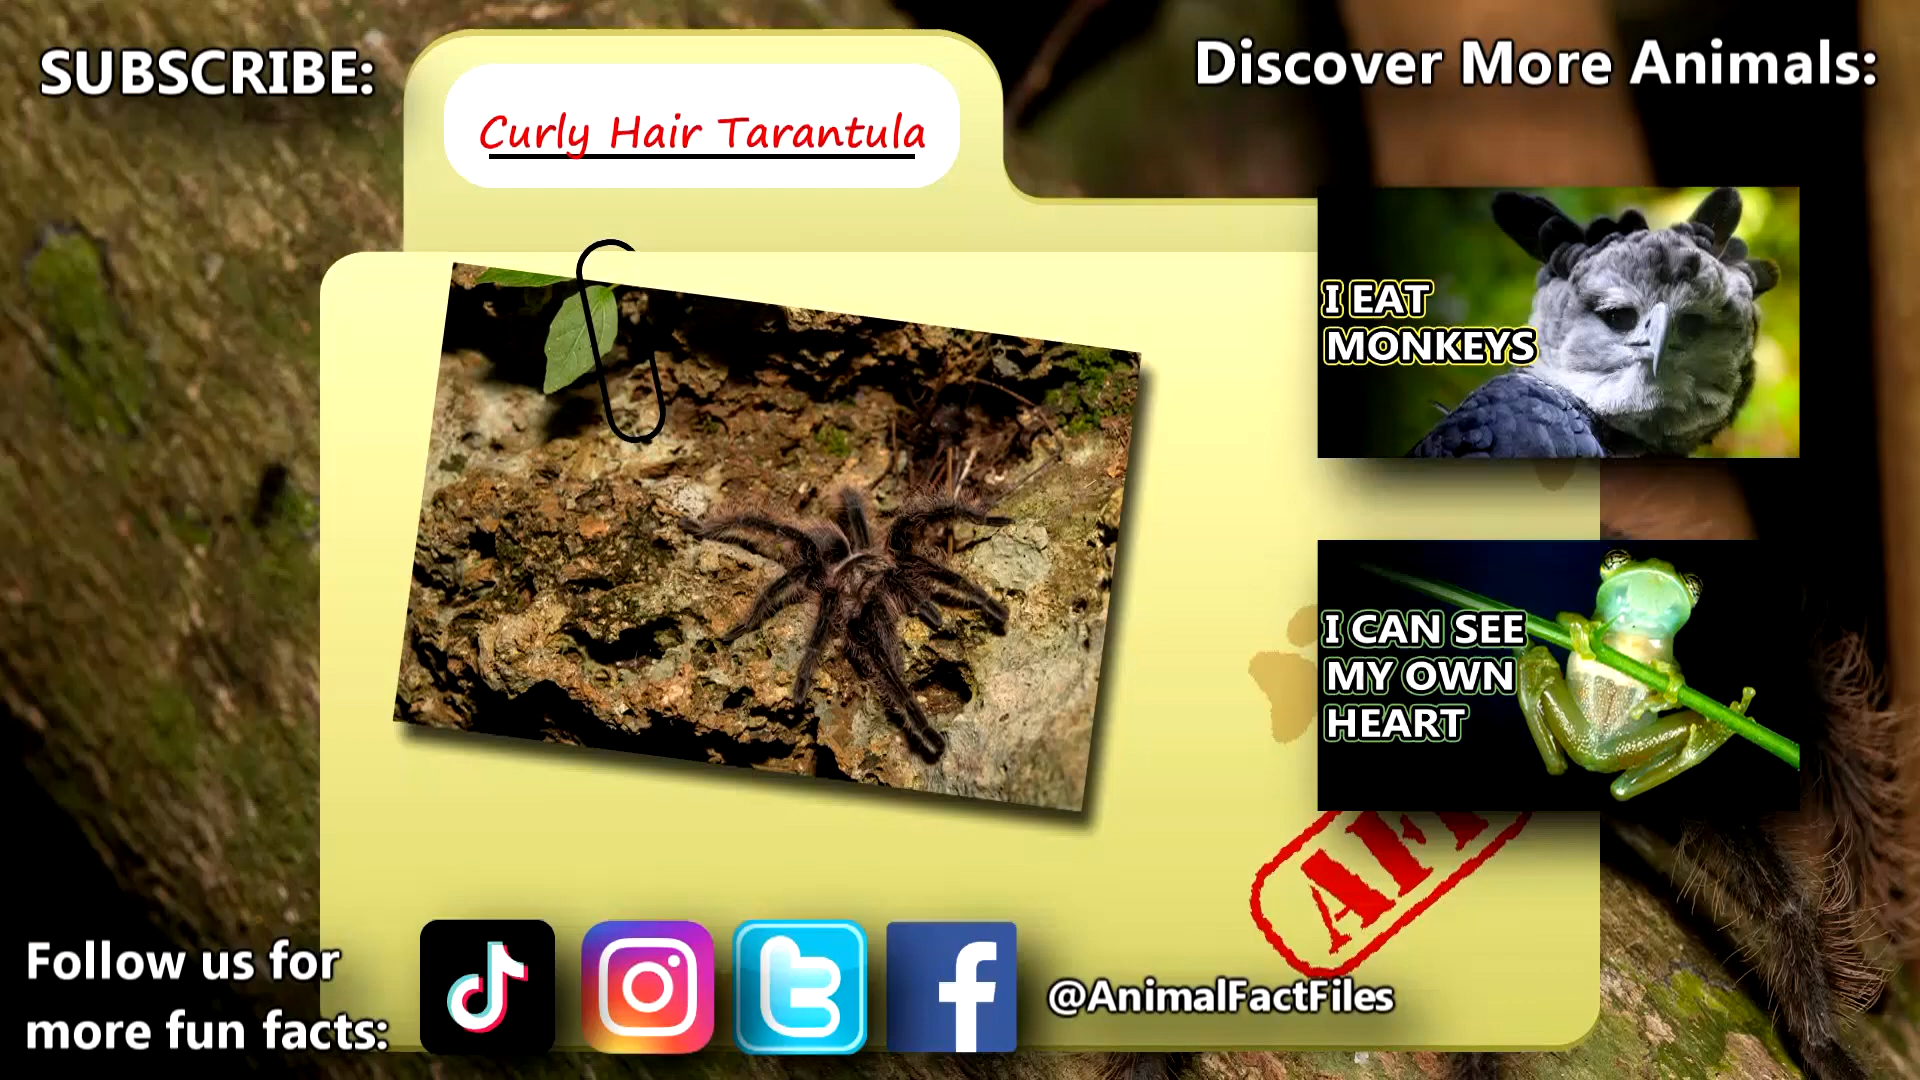 SUBSCRIBE:
Curly Hair Tarantula
Discover More Animals:
I EAT
MONKEYS
I CAN SEE
MY OWN
HEART
Follow us for
more fun facts:
@AnimalFactFiles